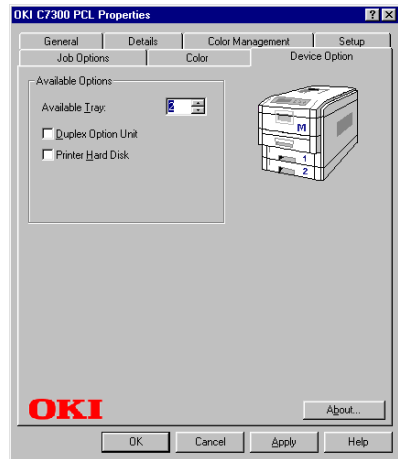 OKI C7300 PCL Properties
General Details Color Management Setup
Job Options Color Device Option
Available Options
Available Tray: 2
Duplex Option Unit
Printer Hard Disk
M
1
2
OKI
About...
OK Cancel Apply Help